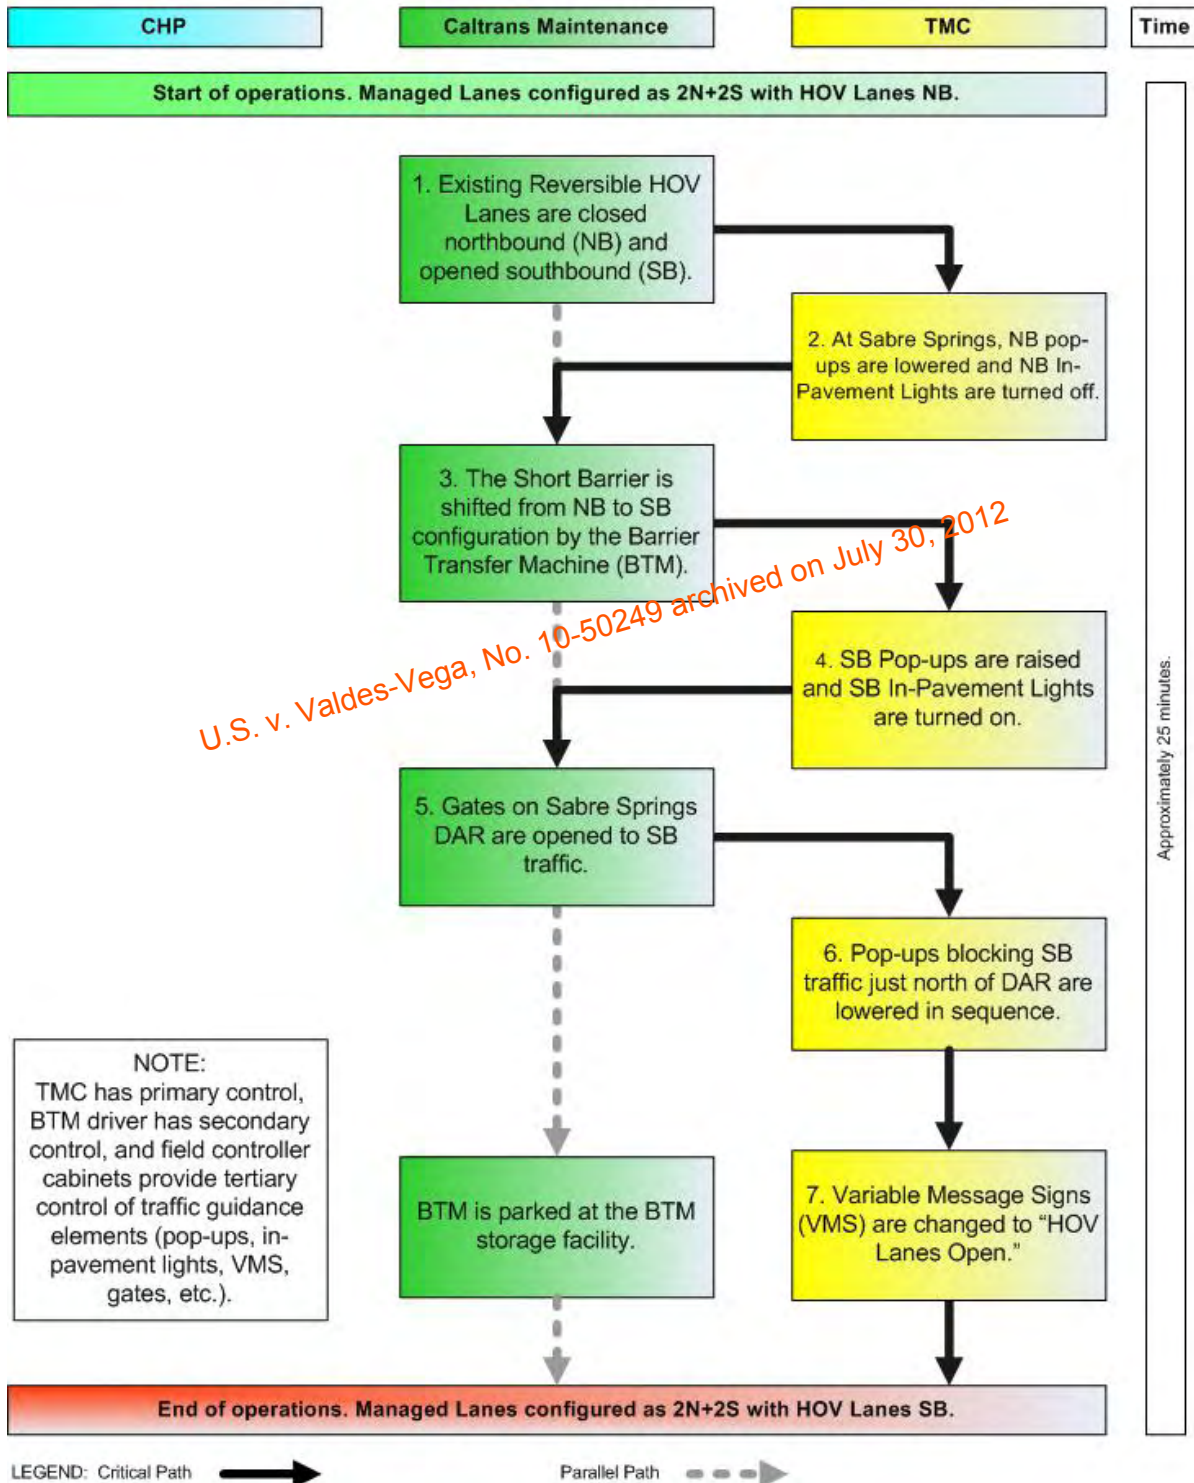 CHP
Caltrans Maintenance
TMC
Time
Start of operations. Managed Lanes configured as 2N+2S with HOV Lanes NB.
1. Existing Reversible HOV
Lanes are closed
northbound (NB) and
opened southbound (SB).
2. At Sabre Springs, NB pop-
ups are lowered and NB In-
Pavement Lights are turned off.
3. The Short Barrier is
shifted from NB to SB
configuration by the Barrier
Transfer Machine (BTM).
U.S. v. Valdes-Vega, No. 10-50249 archived on July 30, 2012
4. SB Pop-ups are raised
and SB In-Pavement Lights
are turned on.
Approximately 25 minutes.
5. Gates on Sabre Springs
DAR are opened to SB
traffic.
6. Pop-ups blocking SB
traffic just north of DAR are
lowered in sequence.
NOTE:
TMC has primary control,
BTM driver has secondary
control, and field controller
cabinets provide tertiary
control of traffic guidance
elements (pop-ups, in-
pavement lights, VMS,
gates, etc.).
BTM is parked at the BTM
storage facility.
7. Variable Message Signs
(VMS) are changed to “HOV
Lanes Open.”
End of operations. Managed Lanes configured as 2N+2S with HOV Lanes SB.
LEGEND: Critical Path
Parallel Path